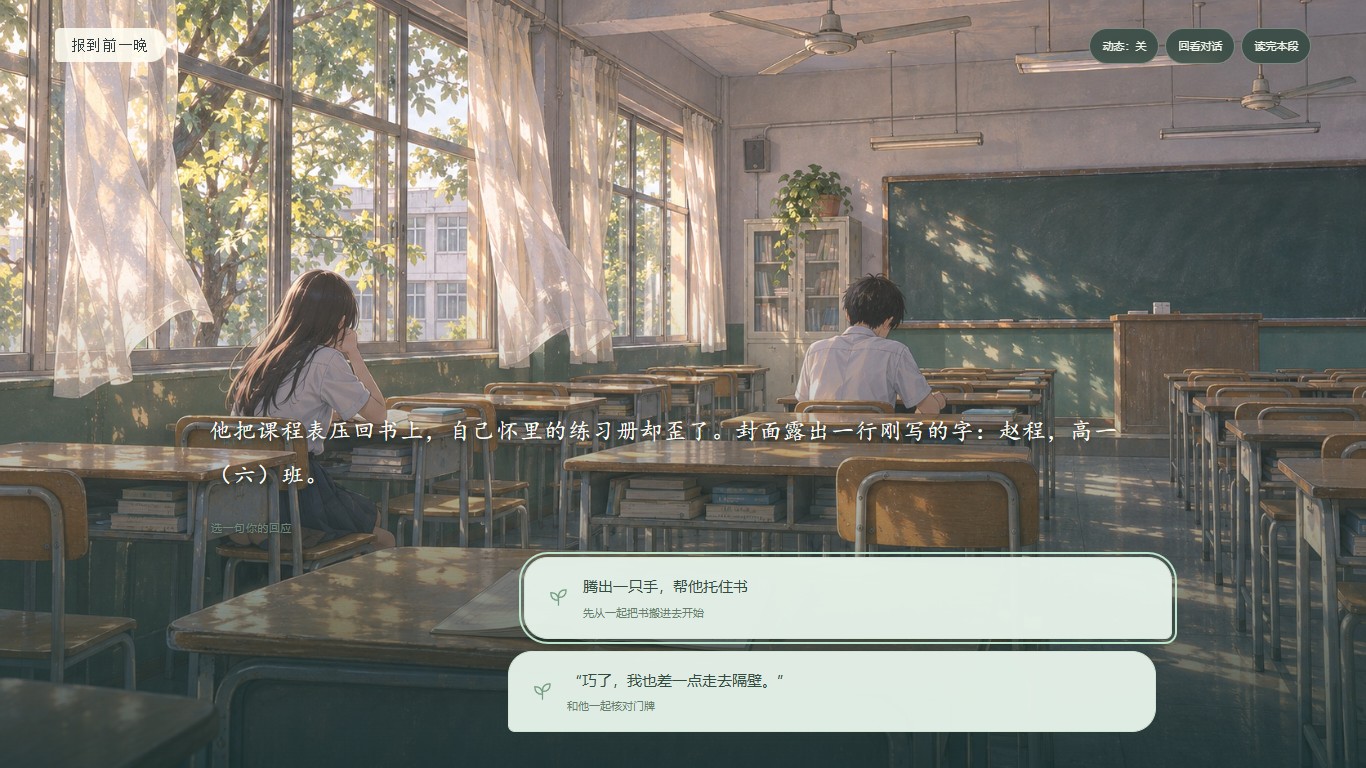 报到前一晚
动态：关
回看对话
读完本段
他把课程表压回书上，自己怀里的练习册却歪了。封面露出一行刚写的字：赵程，高一
（六）班。
选一句你的回应
腾出一只手，帮他托住书
先从一起把书搬进去开始
“巧了，我也差一点走去隔壁。”
和他一起核对门牌